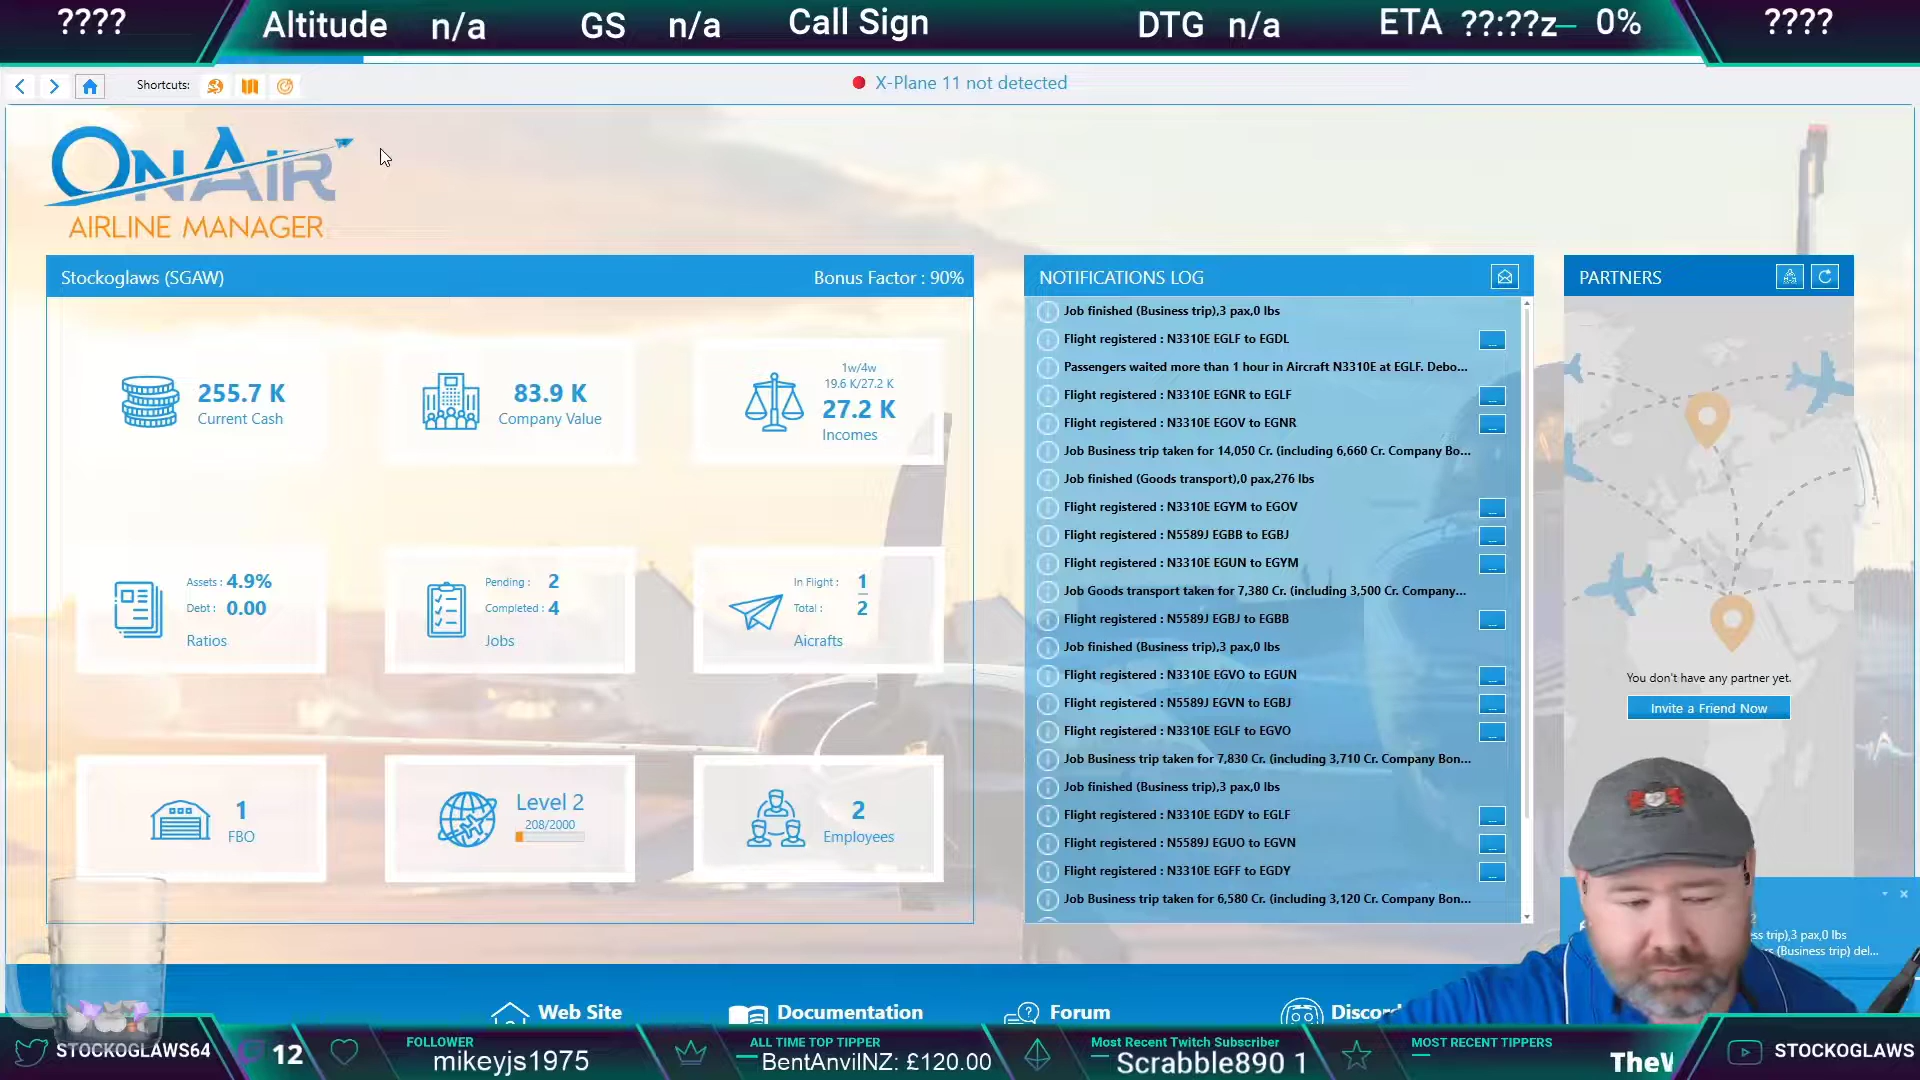 ????
Altitude n/a
GS n/a
Call Sign
DTG n/a
ETA ??:??z
0%
????
Shortcuts:
X-Plane 11 not detected
ONAIR
AIRLINE MANAGER
Stockoglaws (SGAW)
Bonus Factor : 90%
255.7 K
Current Cash
83.9 K
Company Value
1w/4w
19.6 K/27.2 K
27.2 K
Incomes
Assets : 4.9%
Debt : 0.00
Ratios
Pending : 2
Completed : 4
Jobs
In Flight : 1
Total : 2
Aicrafts
1
FBO
Level 2
208/2000
2
Employees
NOTIFICATIONS LOG
Job finished (Business trip),3 pax,0 lbs
Flight registered : N3310E EGLF to EGDL
...
Passengers waited more than 1 hour in Aircraft N3310E at EGLF. Debo...
Flight registered : N3310E EGNR to EGLF
...
Flight registered : N3310E EGOV to EGNR
...
Job Business trip taken for 14,050 Cr. (including 6,660 Cr. Company Bo...
Job finished (Goods transport),0 pax,276 lbs
Flight registered : N3310E EGYM to EGOV
...
Flight registered : N5589J EGBB to EGBJ
...
Flight registered : N3310E EGUN to EGYM
...
Job Goods transport taken for 7,380 Cr. (including 3,500 Cr. Company...
Flight registered : N5589J EGBJ to EGBB
...
Job finished (Business trip),3 pax,0 lbs
Flight registered : N3310E EGVO to EGUN
...
Flight registered : N5589J EGVN to EGBJ
...
Flight registered : N3310E EGLF to EGVO
...
Job Business trip taken for 7,830 Cr. (including 3,710 Cr. Company Bon...
Job finished (Business trip),3 pax,0 lbs
Flight registered : N3310E EGDY to EGLF
...
Flight registered : N5589J EGUO to EGVN
...
Flight registered : N3310E EGFF to EGDY
...
Job Business trip taken for 6,580 Cr. (including 3,120 Cr. Company Bon...
PARTNERS
You don't have any partner yet.
Invite a Friend Now
ss trip),3 pax,0 lbs
(Business trip) del...
Web Site
Documentation
Forum
Discord
STOCKOGLAWS64
12
FOLLOWER
mikeyjs1975
ALL TIME TOP TIPPER
BentAnvilNZ: £120.00
Most Recent Twitch Subscriber
Scrabble890 1
MOST RECENT TIPPERS
TheV
STOCKOGLAWS